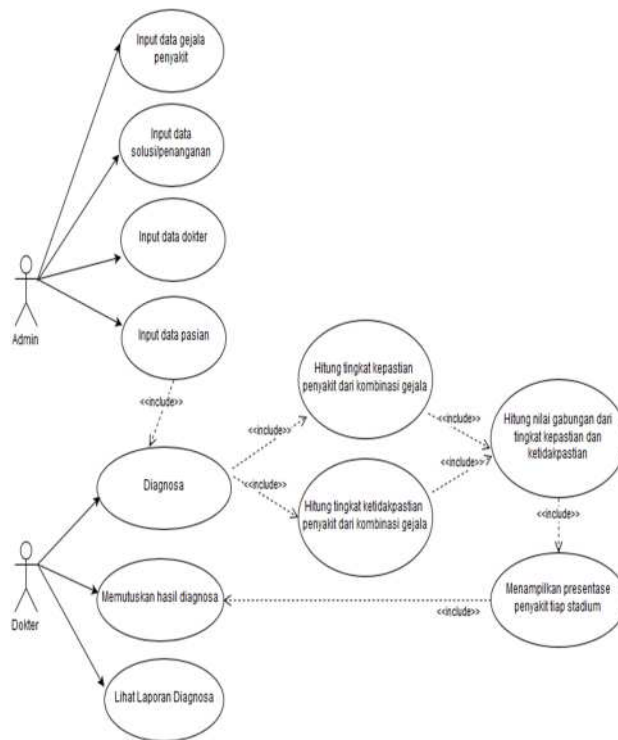 Input data gejala
penyakit
Input data
solusi/penanganan
Input data dokter
Admin
Input data pasian
<<include>>
Hitung tingkat kepastian
penyakit dari kombinasi gejala
<<include>>
<<include>>
Hitung nilai gabungan dari
tingkat kepastian dan
ketidakpastian
Diagnosa
<<include>>
Hitung tingkat ketidakpastian
penyakit dari kombinasi gejala
<<include>>
<<include>>
Dokter
Memutuskan hasil diagnosa
Menampilkan presentase
penyakit tiap stadium
<<include>>
Lihat Laporan Diagnosa